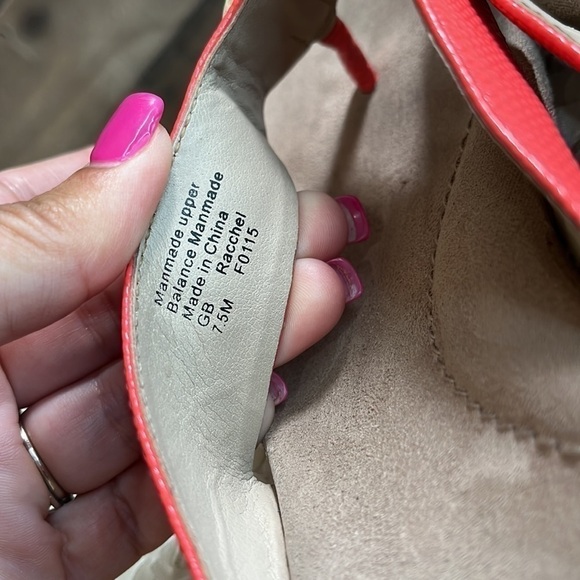 Manmade upper
Balance Manmade
Made in China
GB Racchel
7.5M F0115